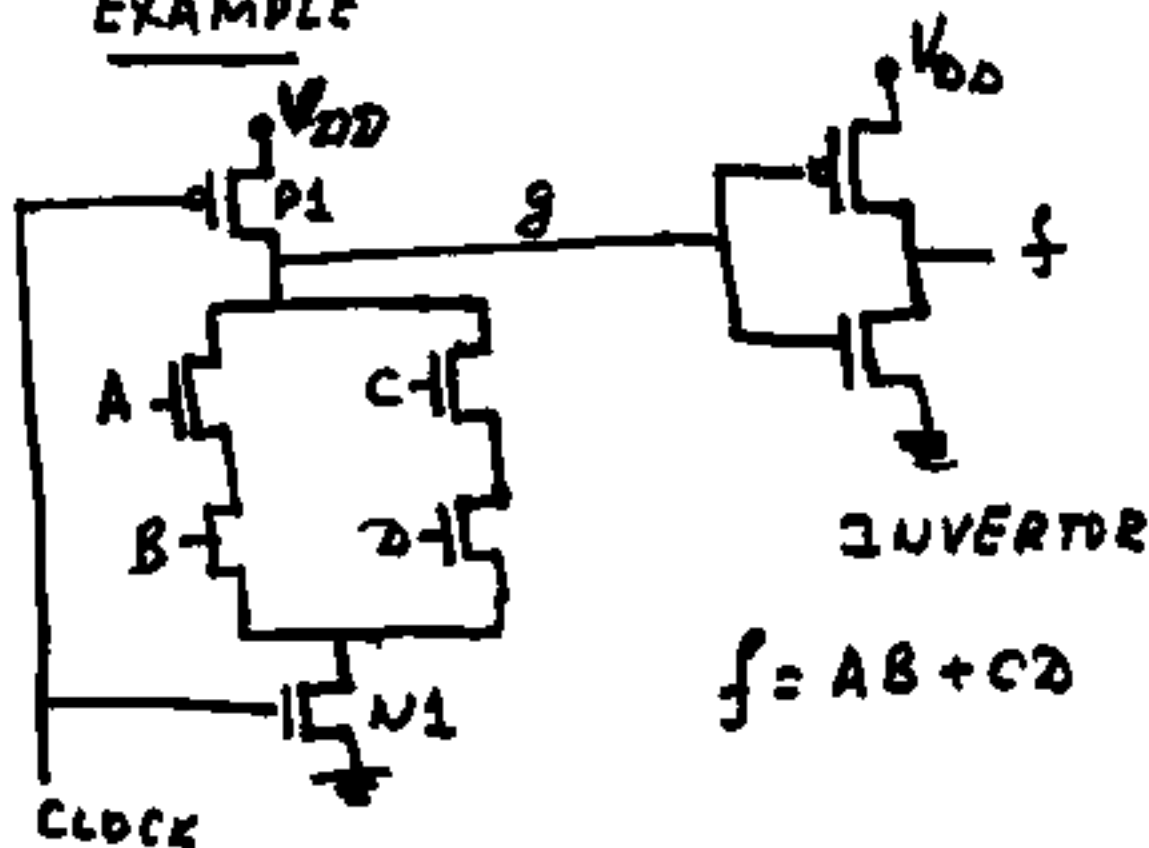 EXAMPLE
VDD
P1
g
VDD
f
A
C
B
D
INVERTOR
N1
f = AB + CD
CLOCK